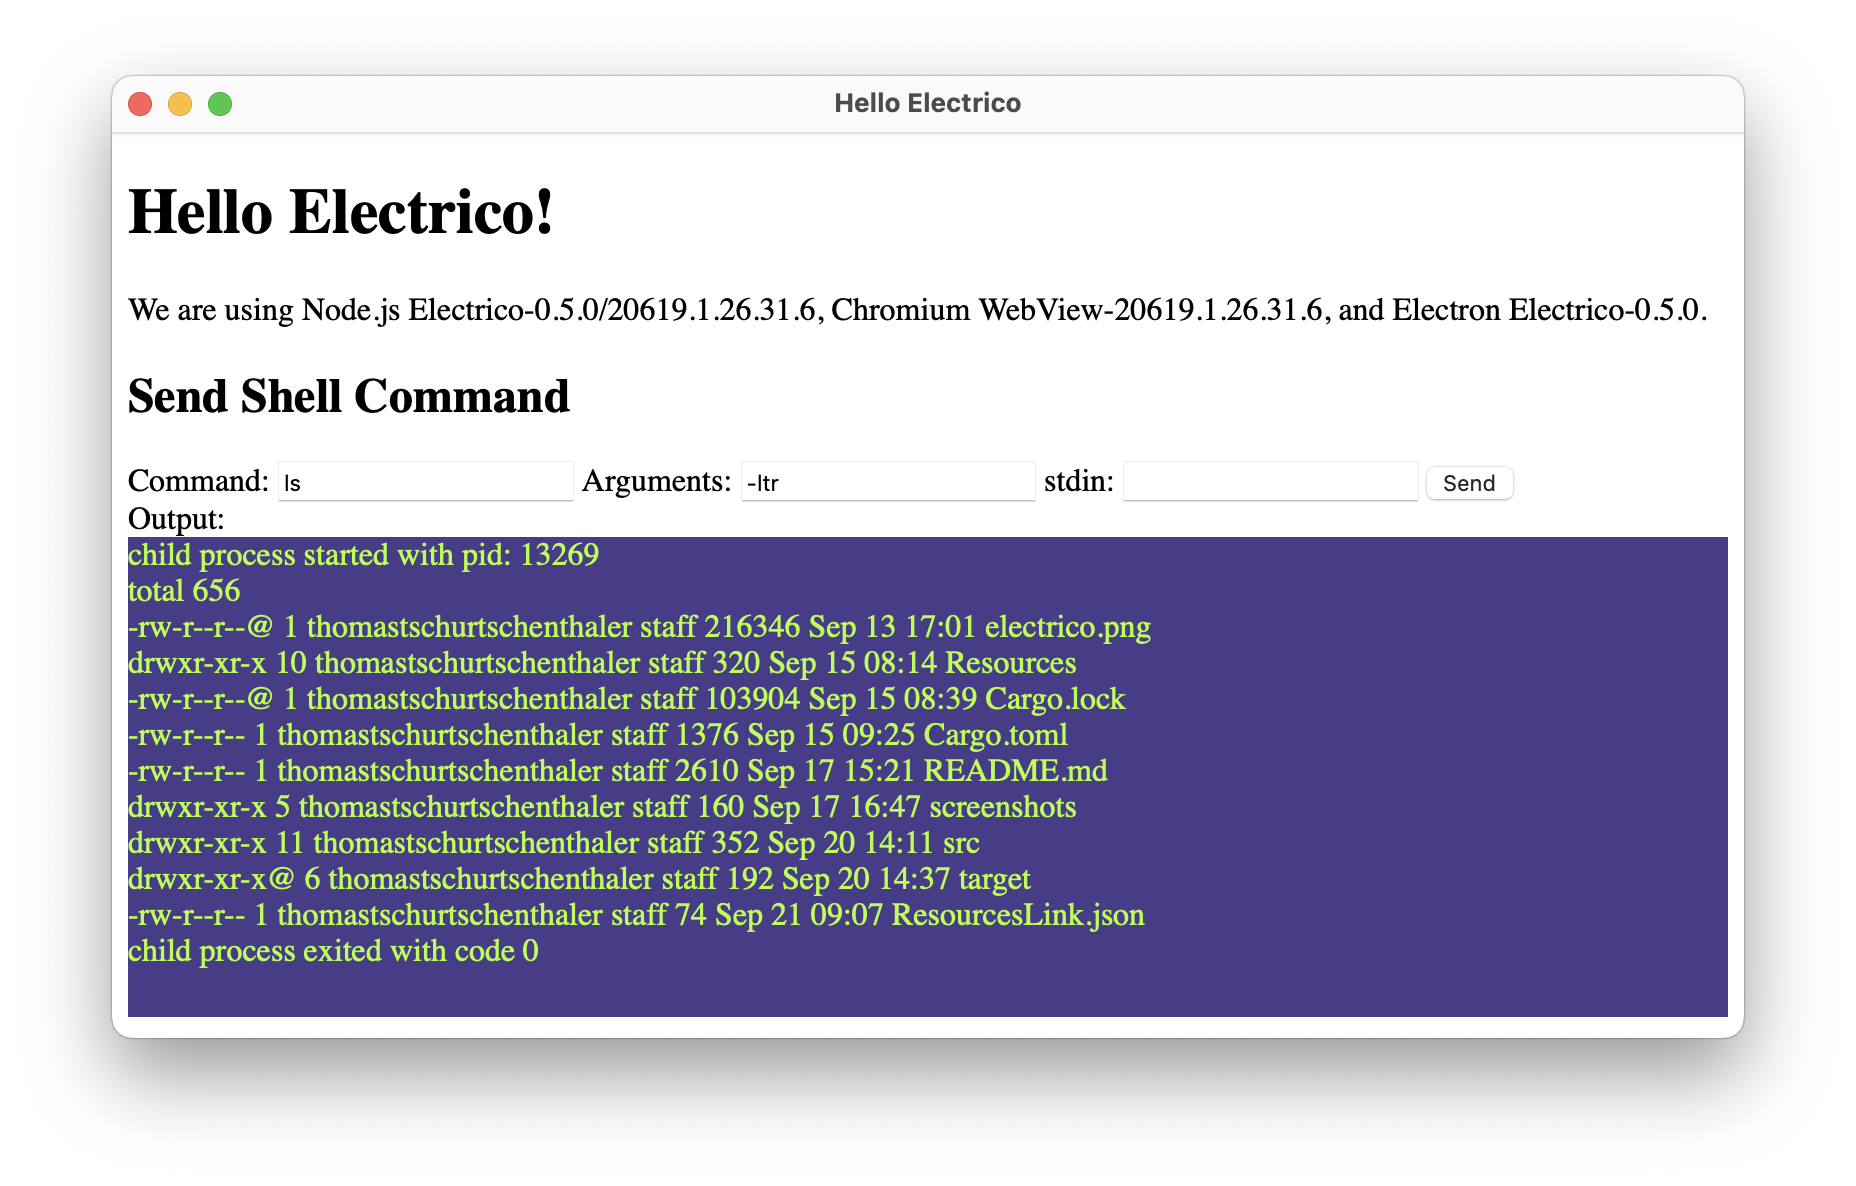 Hello Electrico
Hello Electrico!
We are using Node.js Electrico-0.5.0/20619.1.26.31.6, Chromium WebView-20619.1.26.31.6, and Electron Electrico-0.5.0.
Send Shell Command
Command: ls Arguments: -ltr stdin: Send
Output:
child process started with pid: 13269
total 656
-rw-r--r--@ 1 thomastschurtschenthaler staff 216346 Sep 13 17:01 electrico.png
drwxr-xr-x 10 thomastschurtschenthaler staff 320 Sep 15 08:14 Resources
-rw-r--r--@ 1 thomastschurtschenthaler staff 103904 Sep 15 08:39 Cargo.lock
-rw-r--r-- 1 thomastschurtschenthaler staff 1376 Sep 15 09:25 Cargo.toml
-rw-r--r-- 1 thomastschurtschenthaler staff 2610 Sep 17 15:21 README.md
drwxr-xr-x 5 thomastschurtschenthaler staff 160 Sep 17 16:47 screenshots
drwxr-xr-x 11 thomastschurtschenthaler staff 352 Sep 20 14:11 src
drwxr-xr-x@ 6 thomastschurtschenthaler staff 192 Sep 20 14:37 target
-rw-r--r-- 1 thomastschurtschenthaler staff 74 Sep 21 09:07 ResourcesLink.json
child process exited with code 0